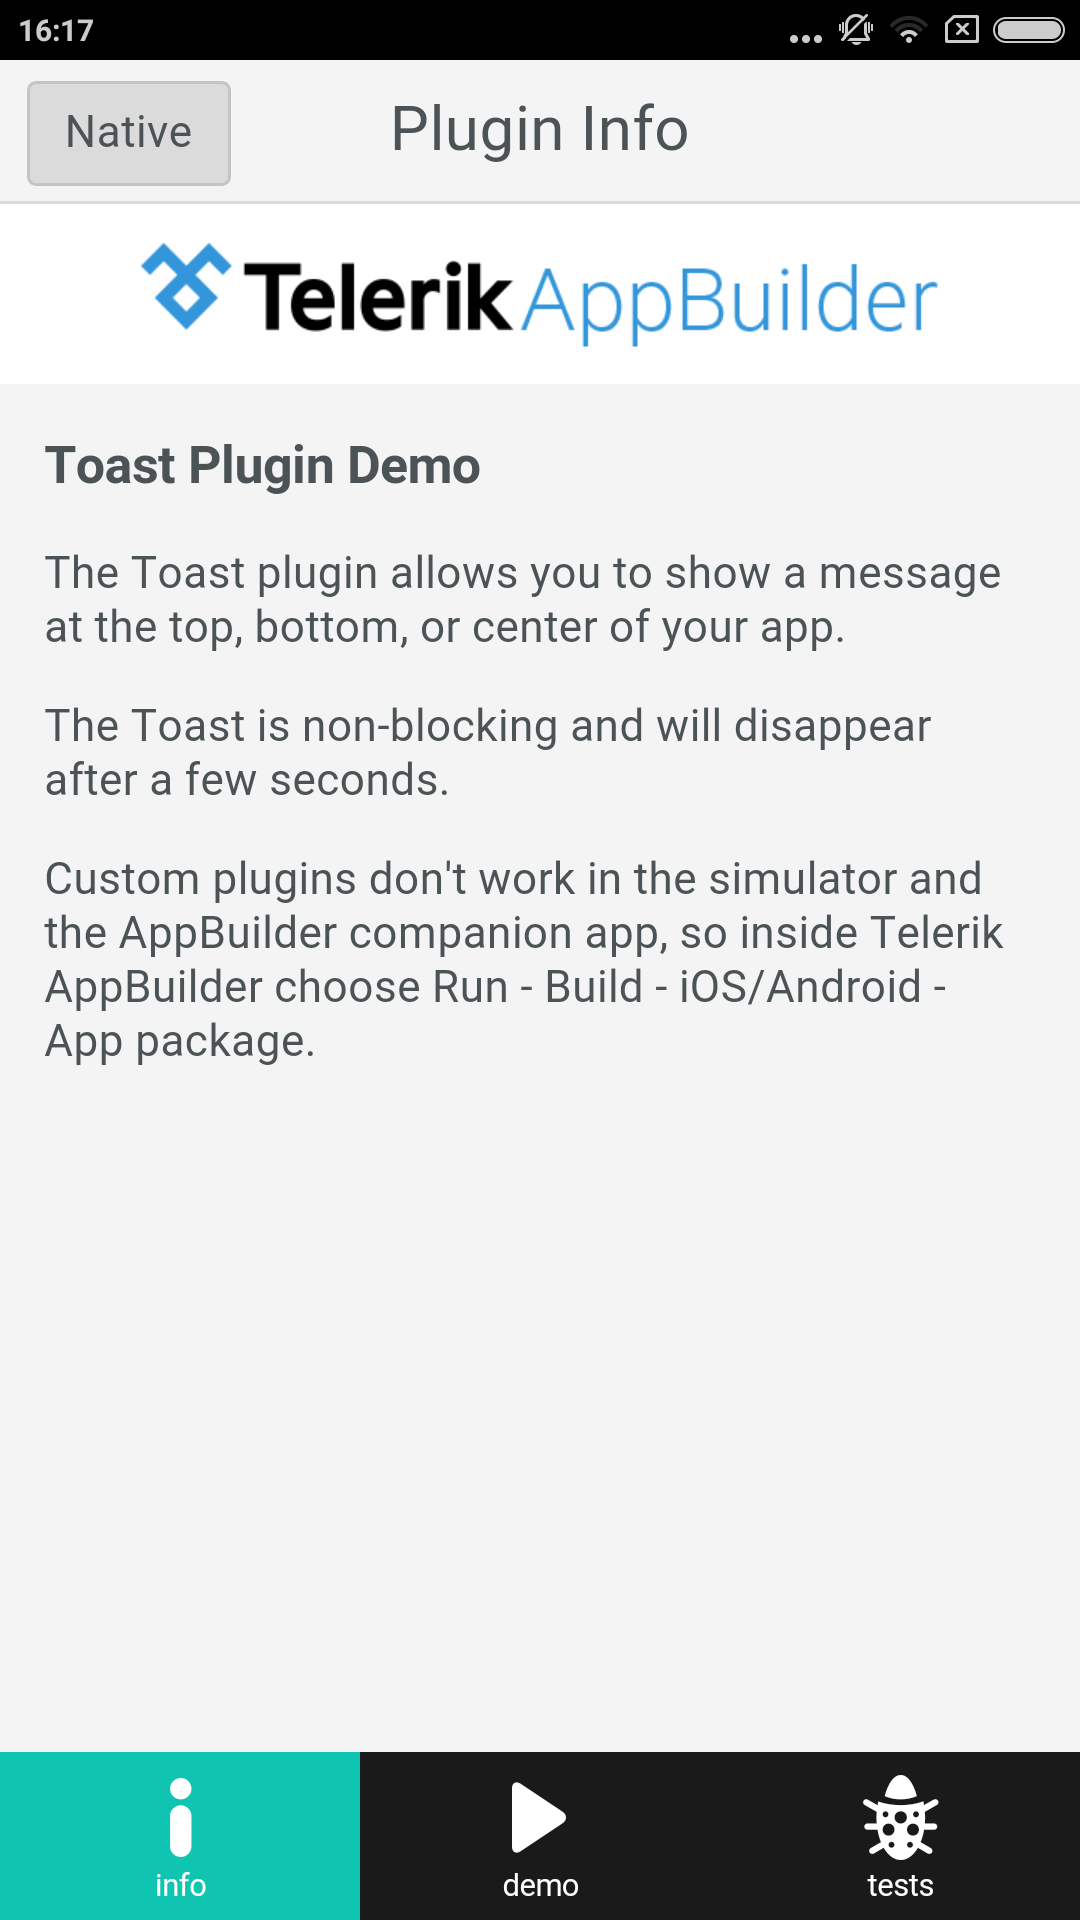 16:17
Native
Plugin Info
Telerik AppBuilder
Toast Plugin Demo
The Toast plugin allows you to show a message
at the top, bottom, or center of your app.
The Toast is non-blocking and will disappear
after a few seconds.
Custom plugins don't work in the simulator and
the AppBuilder companion app, so inside Telerik
AppBuilder choose Run - Build - iOS/Android -
App package.
info
demo
tests